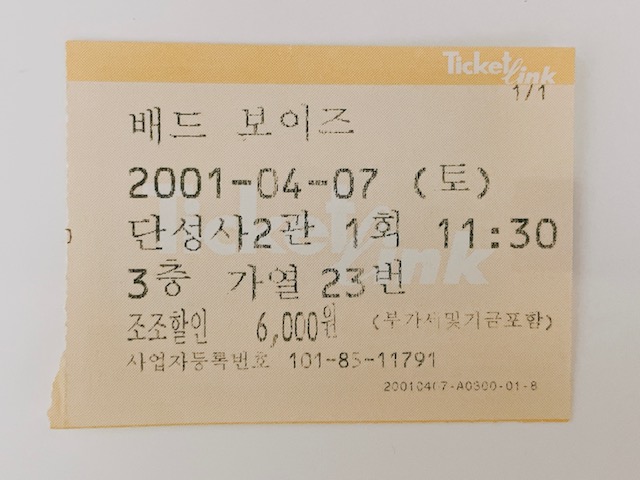 Ticket Link
1/1
배드 보이즈
2001-04-07 (토)
단성사2관 1회 11:30
3층 가열 23번
조조할인 6,000원 (부가세및기금포함)
사업자등록번호 101-85-11791
20010407-A0300-01-8